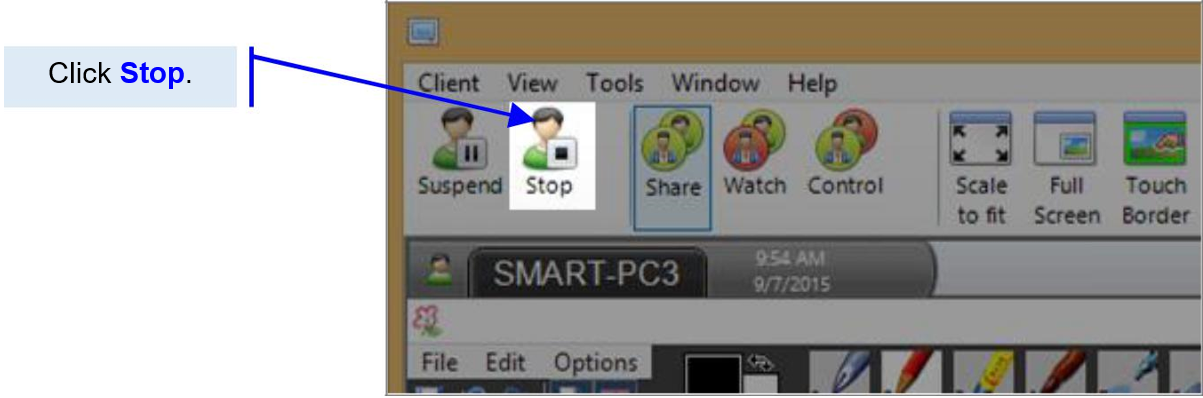 Click Stop.
Client View Tools Window Help
Suspend Stop Share Watch Control Scale to fit Full Screen Touch Border
SMART-PC3
9:54 AM
9/7/2015
File Edit Options